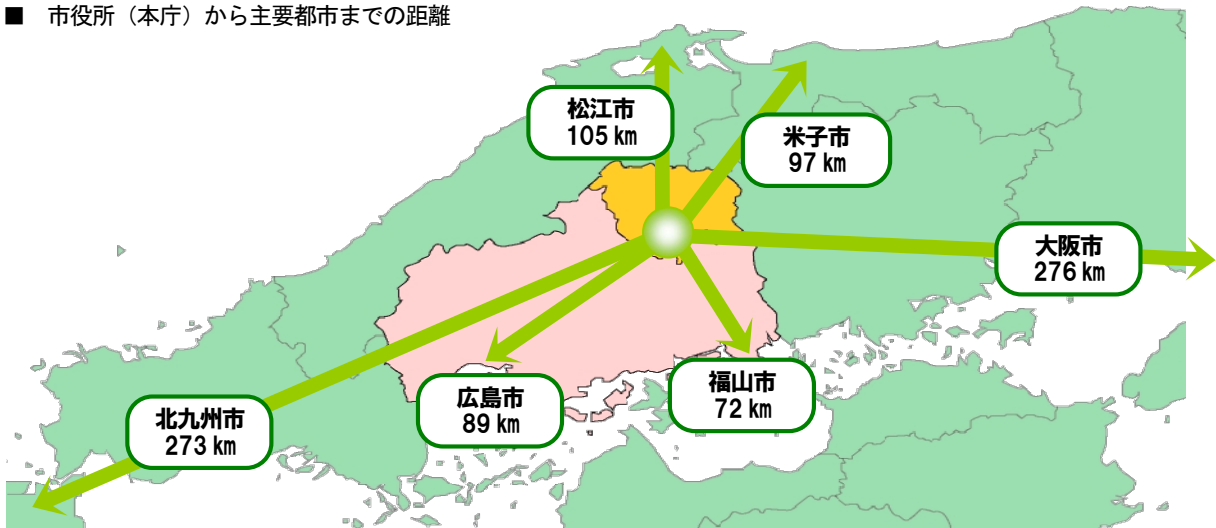 ■ 市役所（本庁）から主要都市までの距離
松江市
105 km
米子市
97 km
大阪市
276 km
福山市
72 km
広島市
89 km
北九州市
273 km